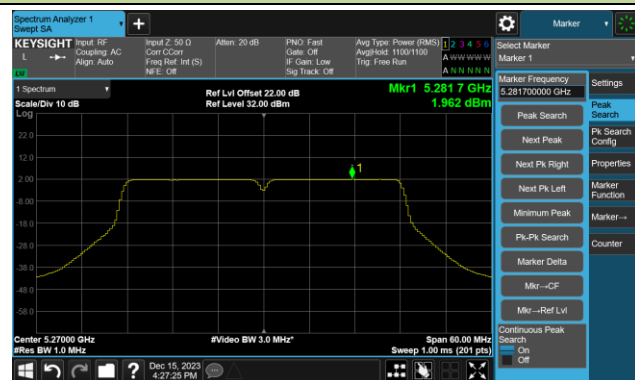 Spectrum Analyzer 1
Swept SA
Marker
KEYSIGHT
L
Input: RF
Coupling: AC
Align: Auto
Input Z: 50 Ω
Corr CCorr
Freq Ref: Int (S)
NFE: Off
Atten: 20 dB
PNO: Fast
Gate: Off
IF Gain: Low
Sig Track: Off
Avg Type: Power (RMS)
Avg|Hold: 1100/1100
Trig: Free Run
1 2 3 4 5 6
A W W W W W
A N N N N N
Select Marker
Marker 1
1 Spectrum
Scale/Div 10 dB
Log
Ref Lvl Offset 22.00 dB
Ref Level 32.00 dBm
Mkr1 5.281 7 GHz
1.962 dBm
22.0
12.0
2.00
-8.00
-18.0
-28.0
-38.0
-48.0
-58.0
1
Center 5.27000 GHz
#Res BW 1.0 MHz
#Video BW 3.0 MHz*
Span 60.00 MHz
Sweep 1.00 ms (201 pts)
Marker Frequency
5.281700000 GHz
Peak Search
Next Peak
Next Pk Right
Next Pk Left
Minimum Peak
Pk-Pk Search
Marker Delta
Mkr→CF
Mkr→Ref Lvl
Continuous Peak
Search
On
Off
Settings
Peak
Search
Pk Search
Config
Properties
Marker
Function
Marker→
Counter
Dec 15, 2023
4:27:25 PM